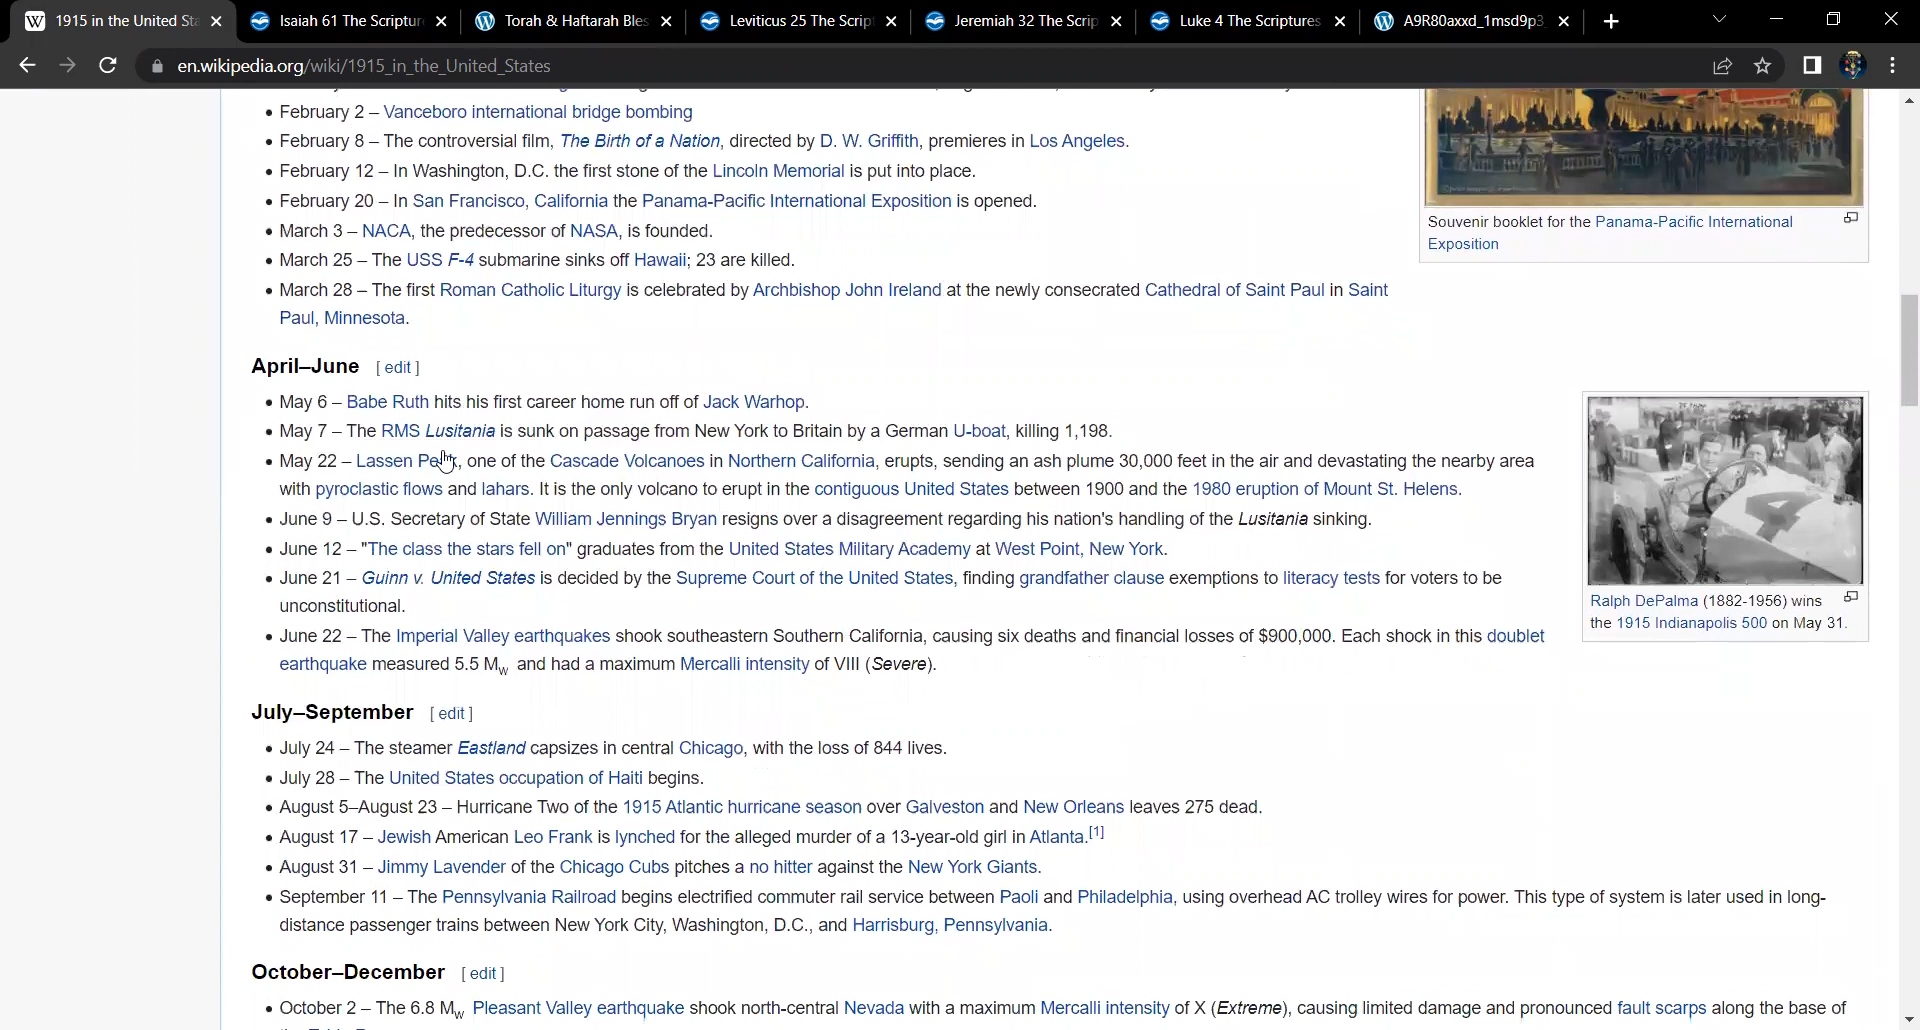 1915 in the United Sta
Isaiah 61 The Scripture
Torah & Haftarah Bles
Leviticus 25 The Script
Jeremiah 32 The Scrip
Luke 4 The Scriptures
A9R80axxd_1msd9p3
en.wikipedia.org/wiki/1915_in_the_United_States
• February 2 – Vanceboro international bridge bombing
• February 8 – The controversial film, The Birth of a Nation, directed by D. W. Griffith, premieres in Los Angeles.
• February 12 – In Washington, D.C. the first stone of the Lincoln Memorial is put into place.
• February 20 – In San Francisco, California the Panama-Pacific International Exposition is opened.
• March 3 – NACA, the predecessor of NASA, is founded.
• March 25 – The USS F-4 submarine sinks off Hawaii; 23 are killed.
• March 28 – The first Roman Catholic Liturgy is celebrated by Archbishop John Ireland at the newly consecrated Cathedral of Saint Paul in Saint
Paul, Minnesota.
Souvenir booklet for the Panama-Pacific International
Exposition
April–June [ edit ]
• May 6 – Babe Ruth hits his first career home run off of Jack Warhop.
• May 7 – The RMS Lusitania is sunk on passage from New York to Britain by a German U-boat, killing 1,198.
• May 22 – Lassen Peak, one of the Cascade Volcanoes in Northern California, erupts, sending an ash plume 30,000 feet in the air and devastating the nearby area
with pyroclastic flows and lahars. It is the only volcano to erupt in the contiguous United States between 1900 and the 1980 eruption of Mount St. Helens.
• June 9 – U.S. Secretary of State William Jennings Bryan resigns over a disagreement regarding his nation's handling of the Lusitania sinking.
• June 12 – "The class the stars fell on" graduates from the United States Military Academy at West Point, New York.
• June 21 – Guinn v. United States is decided by the Supreme Court of the United States, finding grandfather clause exemptions to literacy tests for voters to be
unconstitutional.
• June 22 – The Imperial Valley earthquakes shook southeastern Southern California, causing six deaths and financial losses of $900,000. Each shock in this doublet
earthquake measured 5.5 Mw and had a maximum Mercalli intensity of VIII (Severe).
4
Ralph DePalma (1882-1956) wins
the 1915 Indianapolis 500 on May 31.
July–September [ edit ]
• July 24 – The steamer Eastland capsizes in central Chicago, with the loss of 844 lives.
• July 28 – The United States occupation of Haiti begins.
• August 5–August 23 – Hurricane Two of the 1915 Atlantic hurricane season over Galveston and New Orleans leaves 275 dead.
• August 17 – Jewish American Leo Frank is lynched for the alleged murder of a 13-year-old girl in Atlanta.[1]
• August 31 – Jimmy Lavender of the Chicago Cubs pitches a no hitter against the New York Giants.
• September 11 – The Pennsylvania Railroad begins electrified commuter rail service between Paoli and Philadelphia, using overhead AC trolley wires for power. This type of system is later used in long-
distance passenger trains between New York City, Washington, D.C., and Harrisburg, Pennsylvania.
October–December [ edit ]
• October 2 – The 6.8 Mw Pleasant Valley earthquake shook north-central Nevada with a maximum Mercalli intensity of X (Extreme), causing limited damage and pronounced fault scarps along the base of